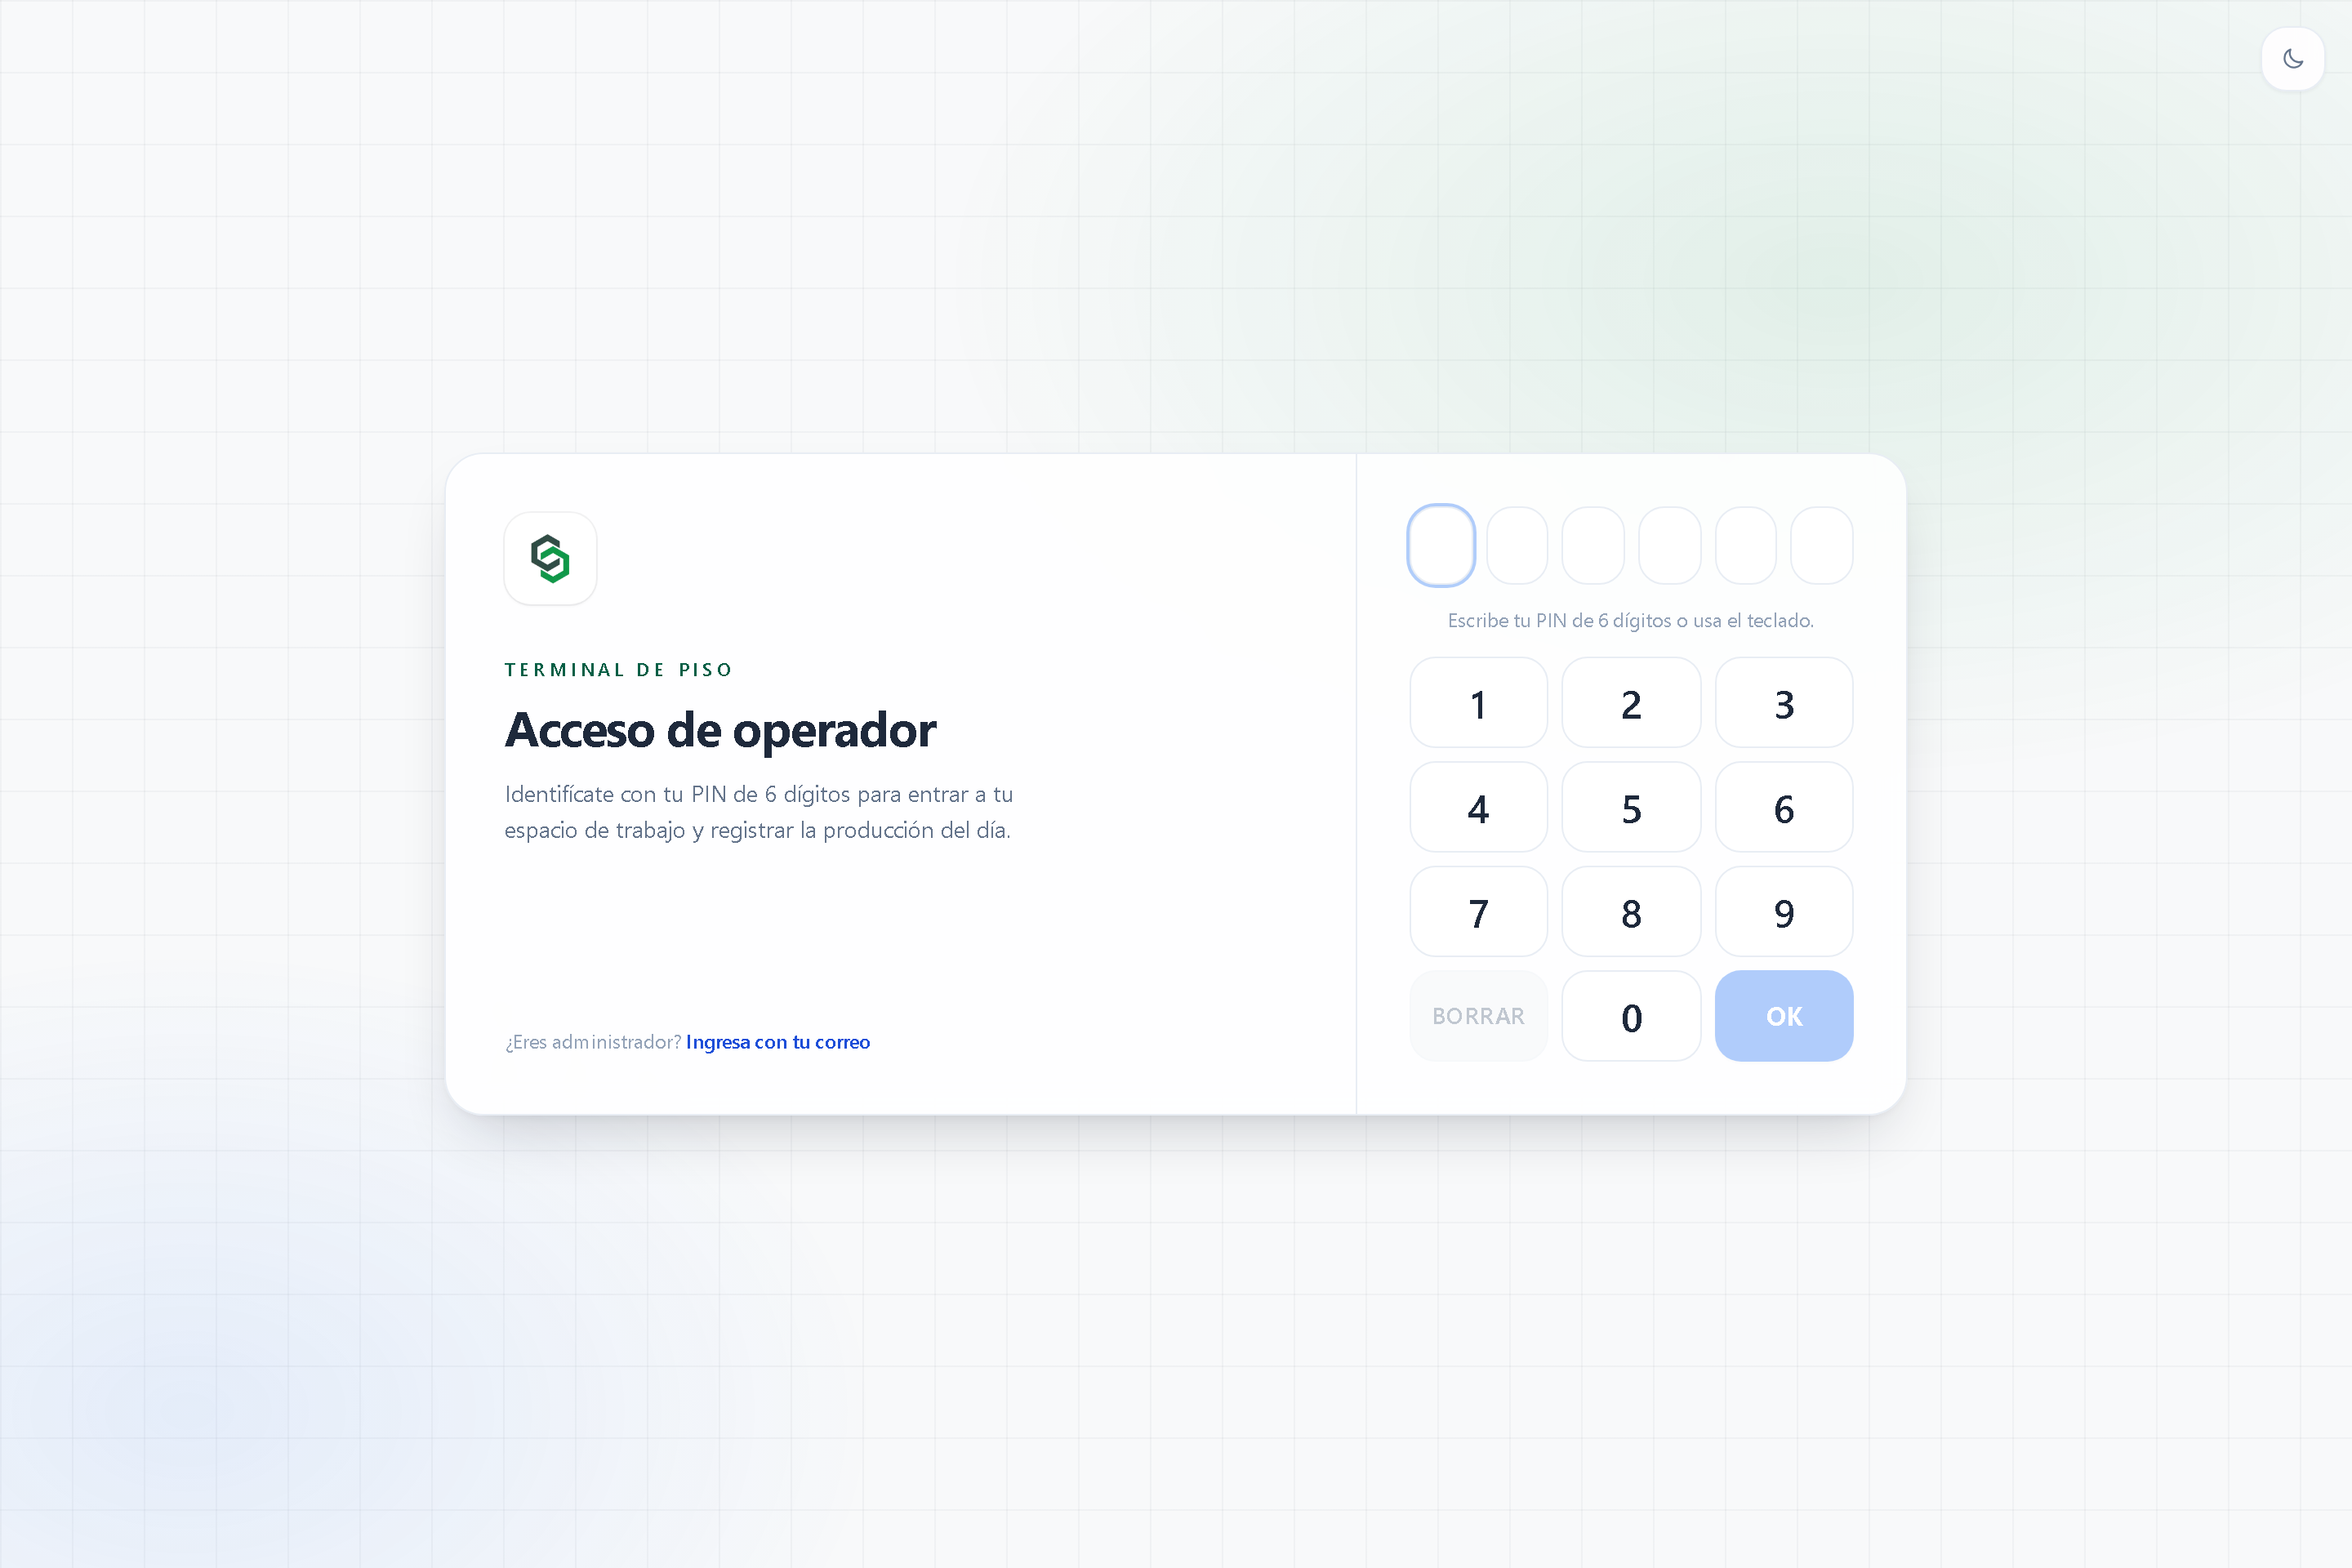 TERMINAL DE PISO
Acceso de operador
Identifícate con tu PIN de 6 dígitos para entrar a tu
espacio de trabajo y registrar la producción del día.
¿Eres administrador? Ingresa con tu correo
Escribe tu PIN de 6 dígitos o usa el teclado.
1 2 3
4 5 6
7 8 9
BORRAR 0 OK